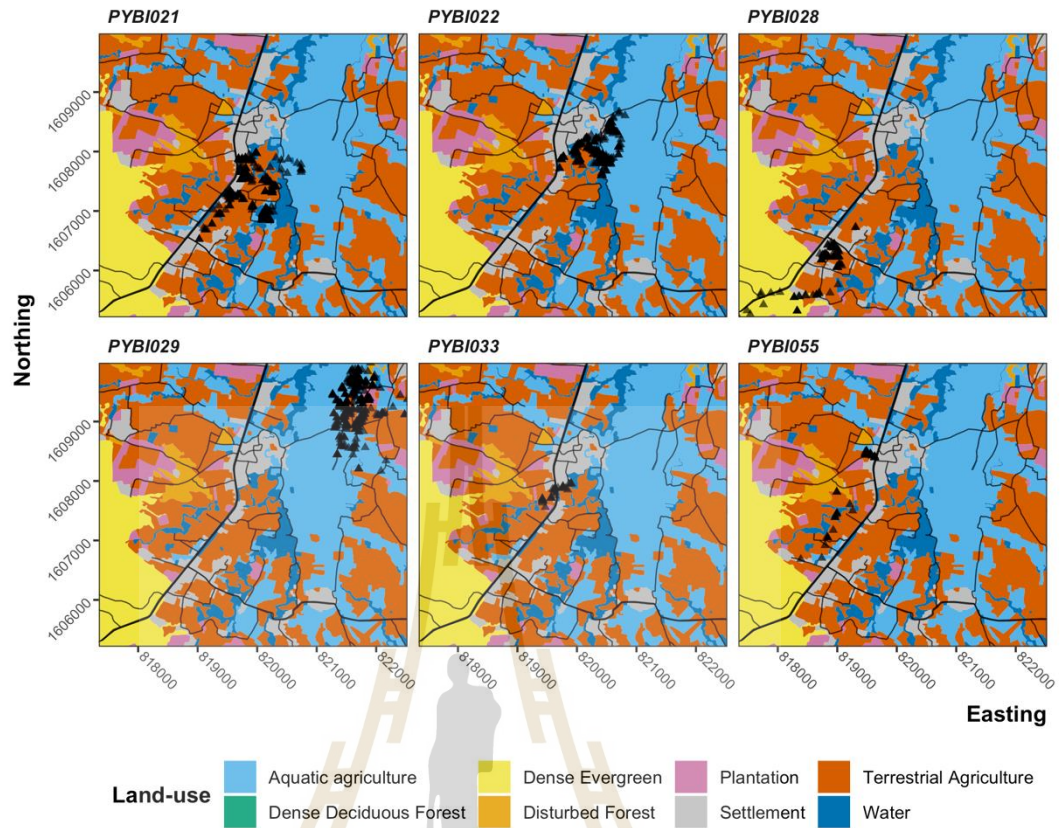 PYBI021 PYBI022 PYBI028
1609000
1608000
1607000
1606000
Northing
PYBI029 PYBI033 PYBI055
1609000
1608000
1607000
1606000
818000 819000 820000 821000 822000 818000 819000 820000 821000 822000 818000 819000 820000 821000 822000
Easting
Land-use
Aquatic agriculture Dense Evergreen Plantation Terrestrial Agriculture
Dense Deciduous Forest Disturbed Forest Settlement Water